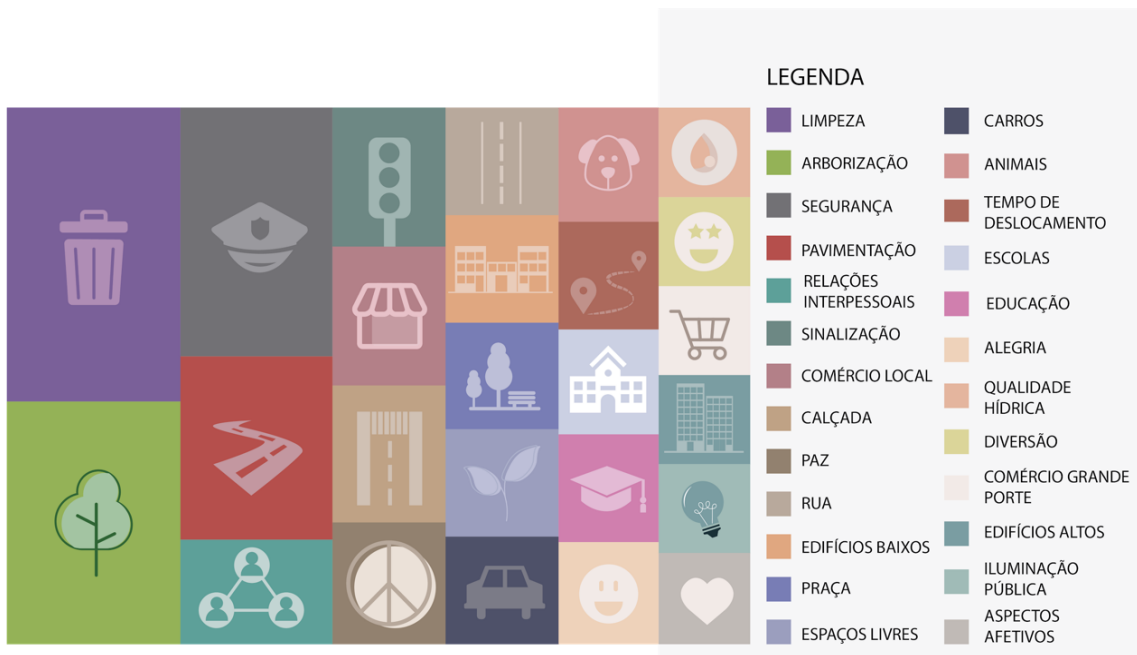 LEGENDA
LIMPEZA
ARBORIZAÇÃO
SEGURANÇA
PAVIMENTAÇÃO
RELAÇÕES
INTERPESSOAIS
SINALIZAÇÃO
COMÉRCIO LOCAL
CALÇADA
PAZ
RUA
EDIFÍCIOS BAIXOS
PRAÇA
ESPAÇOS LIVRES
CARROS
ANIMAIS
TEMPO DE
DESLOCAMENTO
ESCOLAS
EDUCAÇÃO
ALEGRIA
QUALIDADE
HÍDRICA
DIVERSÃO
COMÉRCIO GRANDE
PORTE
EDIFÍCIOS ALTOS
ILUMINAÇÃO
PÚBLICA
ASPECTOS
AFETIVOS